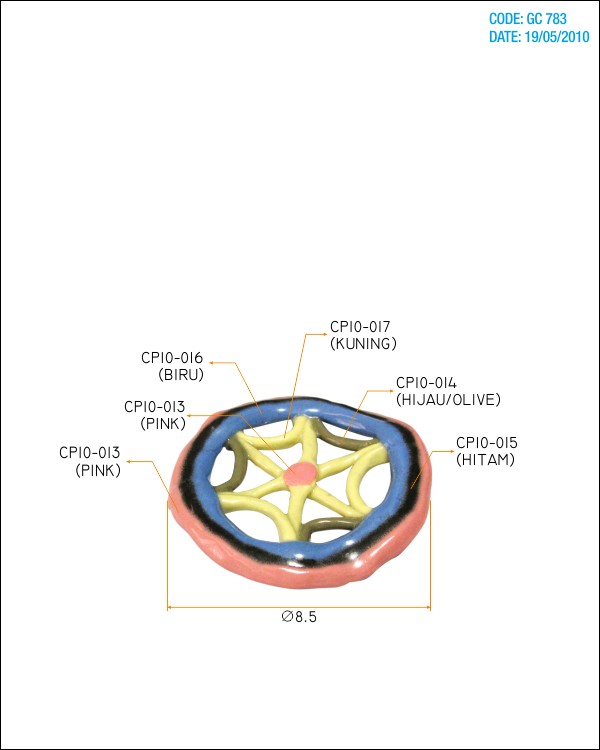 CODE: GC 783
DATE: 19/05/2010
CP10-017
(KUNING)
CP10-016
(BIRU)
CP10-014
(HIJAU/OLIVE)
CP10-013
(PINK)
CP10-015
(HITAM)
CP10-013
(PINK)
∅8.5